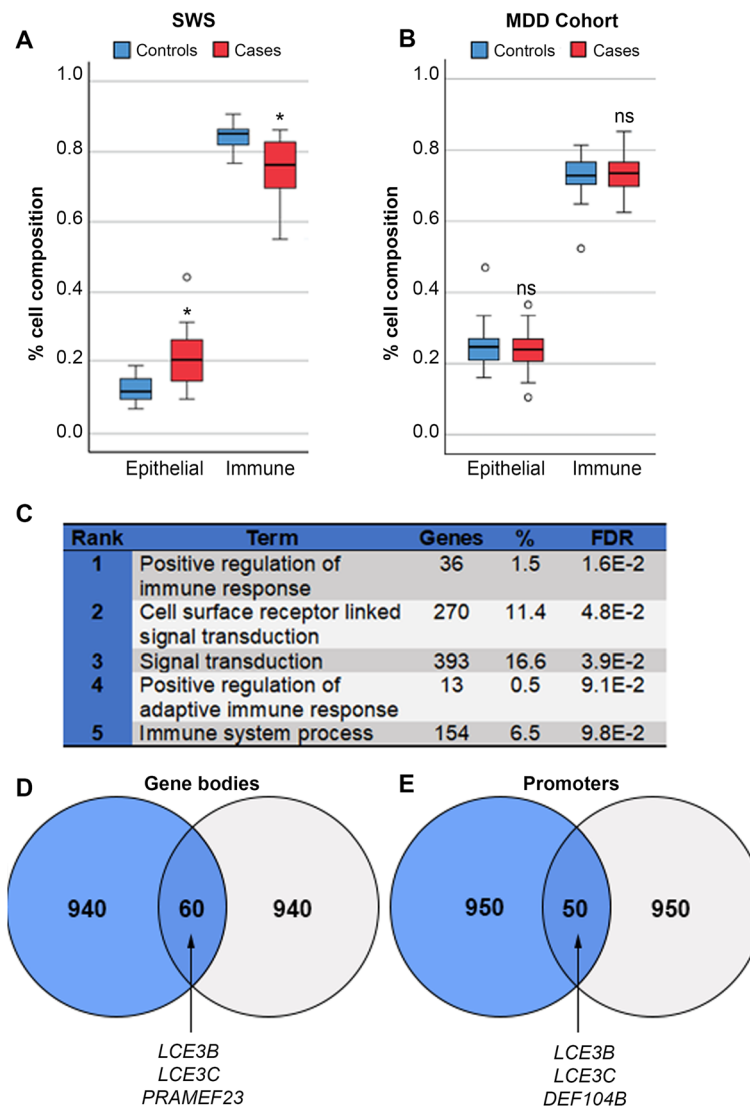 A
SWS
Controls Cases
% cell composition
1.0
0.8
0.6
0.4
0.2
0.0
*
*
Epithelial Immune
B
MDD Cohort
Controls Cases
% cell composition
1.0
0.8
0.6
0.4
0.2
0.0
ns
ns
Epithelial Immune
C
Rank Term Genes % FDR
1 Positive regulation of 36 1.5 1.6E-2
immune response
2 Cell surface receptor linked 270 11.4 4.8E-2
signal transduction
3 Signal transduction 393 16.6 3.9E-2
4 Positive regulation of 13 0.5 9.1E-2
adaptive immune response
5 Immune system process 154 6.5 9.8E-2
D
Gene bodies
940 60 940
LCE3B
LCE3C
PRAMEF23
E
Promoters
950 50 950
LCE3B
LCE3C
DEF104B